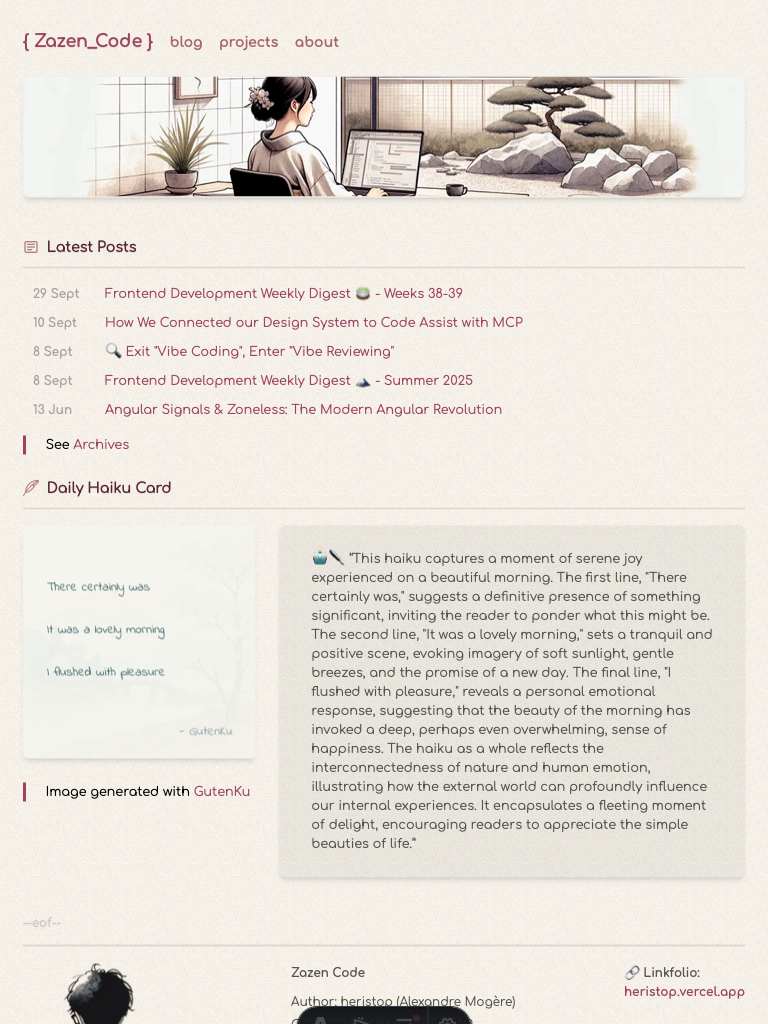 { Zazen_Code } blog projects about
Latest Posts
29 Sept Frontend Development Weekly Digest 🍵 - Weeks 38-39
10 Sept How We Connected our Design System to Code Assist with MCP
8 Sept 🔍 Exit "Vibe Coding", Enter "Vibe Reviewing"
8 Sept Frontend Development Weekly Digest - Summer 2025
13 Jun Angular Signals & Zoneless: The Modern Angular Revolution
See Archives
Daily Haiku Card
There certainly was
It was a lovely morning
I flushed with pleasure
- GutenKu
Image generated with GutenKu
🤖✒️ “This haiku captures a moment of serene joy
experienced on a beautiful morning. The first line, "There
certainly was," suggests a definitive presence of something
significant, inviting the reader to ponder what this might be.
The second line, "It was a lovely morning," sets a tranquil and
positive scene, evoking imagery of soft sunlight, gentle
breezes, and the promise of a new day. The final line, "I
flushed with pleasure," reveals a personal emotional
response, suggesting that the beauty of the morning has
invoked a deep, perhaps even overwhelming, sense of
happiness. The haiku as a whole reflects the
interconnectedness of nature and human emotion,
illustrating how the external world can profoundly influence
our internal experiences. It encapsulates a fleeting moment
of delight, encouraging readers to appreciate the simple
beauties of life.”
--eof--
Zazen Code
Author: heristop (Alexandre Mogère)
🔗 Linkfolio:
heristop.vercel.app